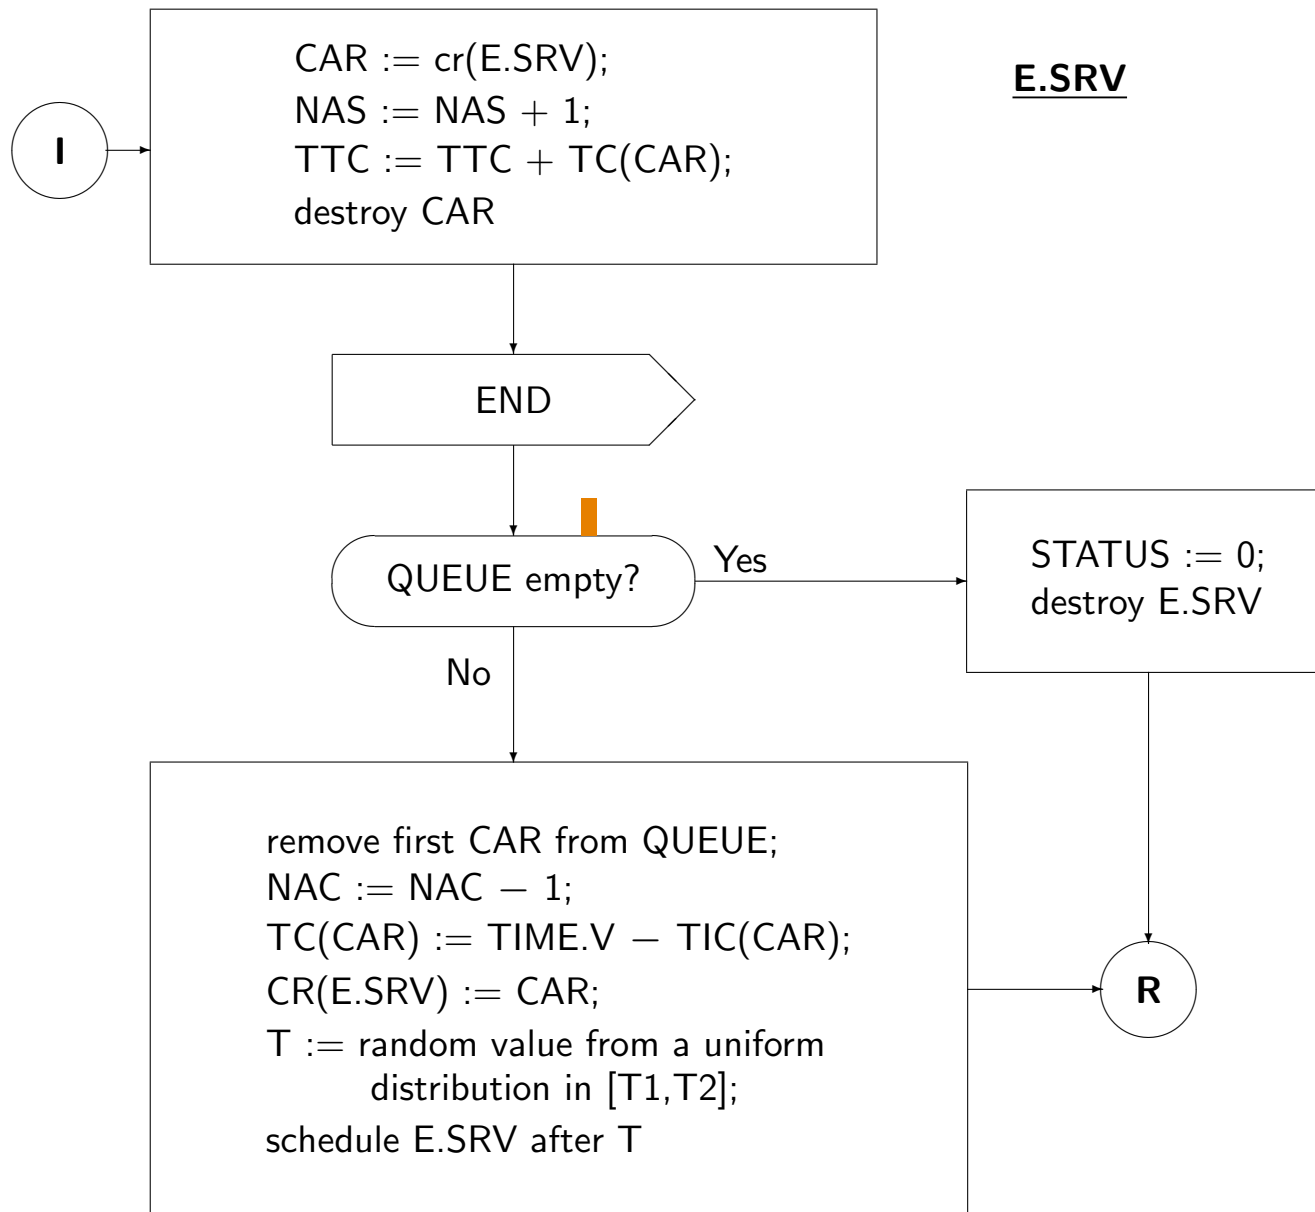 E.SRV
I
CAR := cr(E.SRV);
NAS := NAS + 1;
TTC := TTC + TC(CAR);
destroy CAR
END
QUEUE empty?
Yes
STATUS := 0;
destroy E.SRV
No
remove first CAR from QUEUE;
NAC := NAC − 1;
TC(CAR) := TIME.V − TIC(CAR);
CR(E.SRV) := CAR;
T := random value from a uniform
distribution in [T1,T2];
schedule E.SRV after T
R